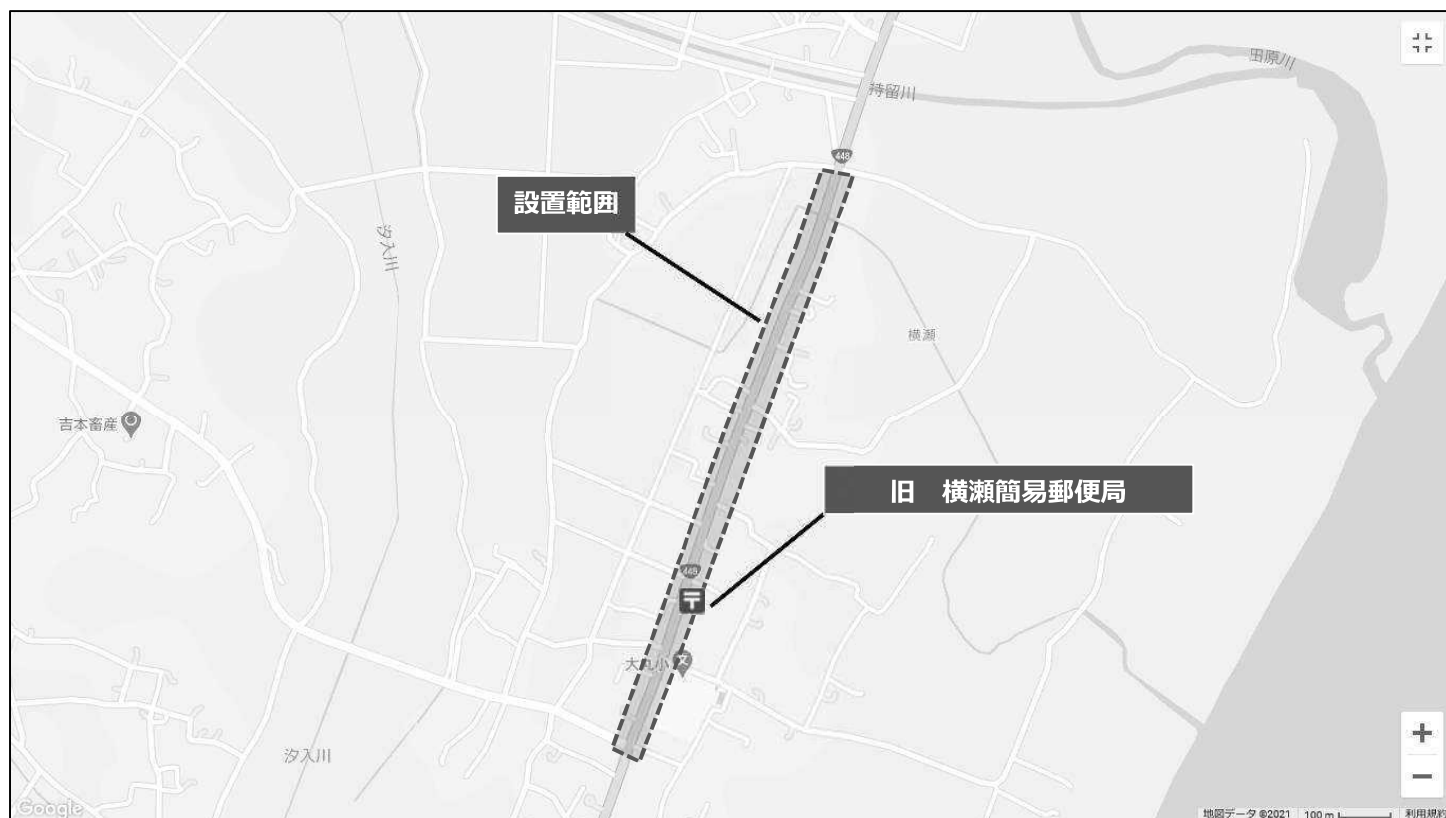 田原川
持留川
448
設置範囲
汐入川
横瀬
吉本畜産
旧 横瀬簡易郵便局
448
大丸小
文
汐入川
Google
地図データ ©2021
100 m
利用規約